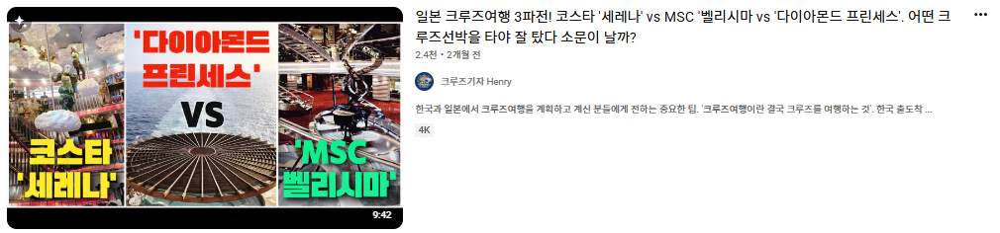 '다이아몬드
프린세스'
VS
코스타
'세레나'
'MSC
벨리시마'
9:42
일본 크루즈여행 3파전! 코스타 '세레나' vs MSC '벨리시마 vs '다이아몬드 프린세스'. 어떤 크
루즈선박을 타야 잘 탔다 소문이 날까?
2.4천 • 2개월 전
크루즈기자 Henry
한국과 일본에서 크루즈여행을 계획하고 계신 분들에게 전하는 중요한 팁. '크루즈여행이란 결국 크루즈를 여행하는 것'. 한국 출도착 ...
4K